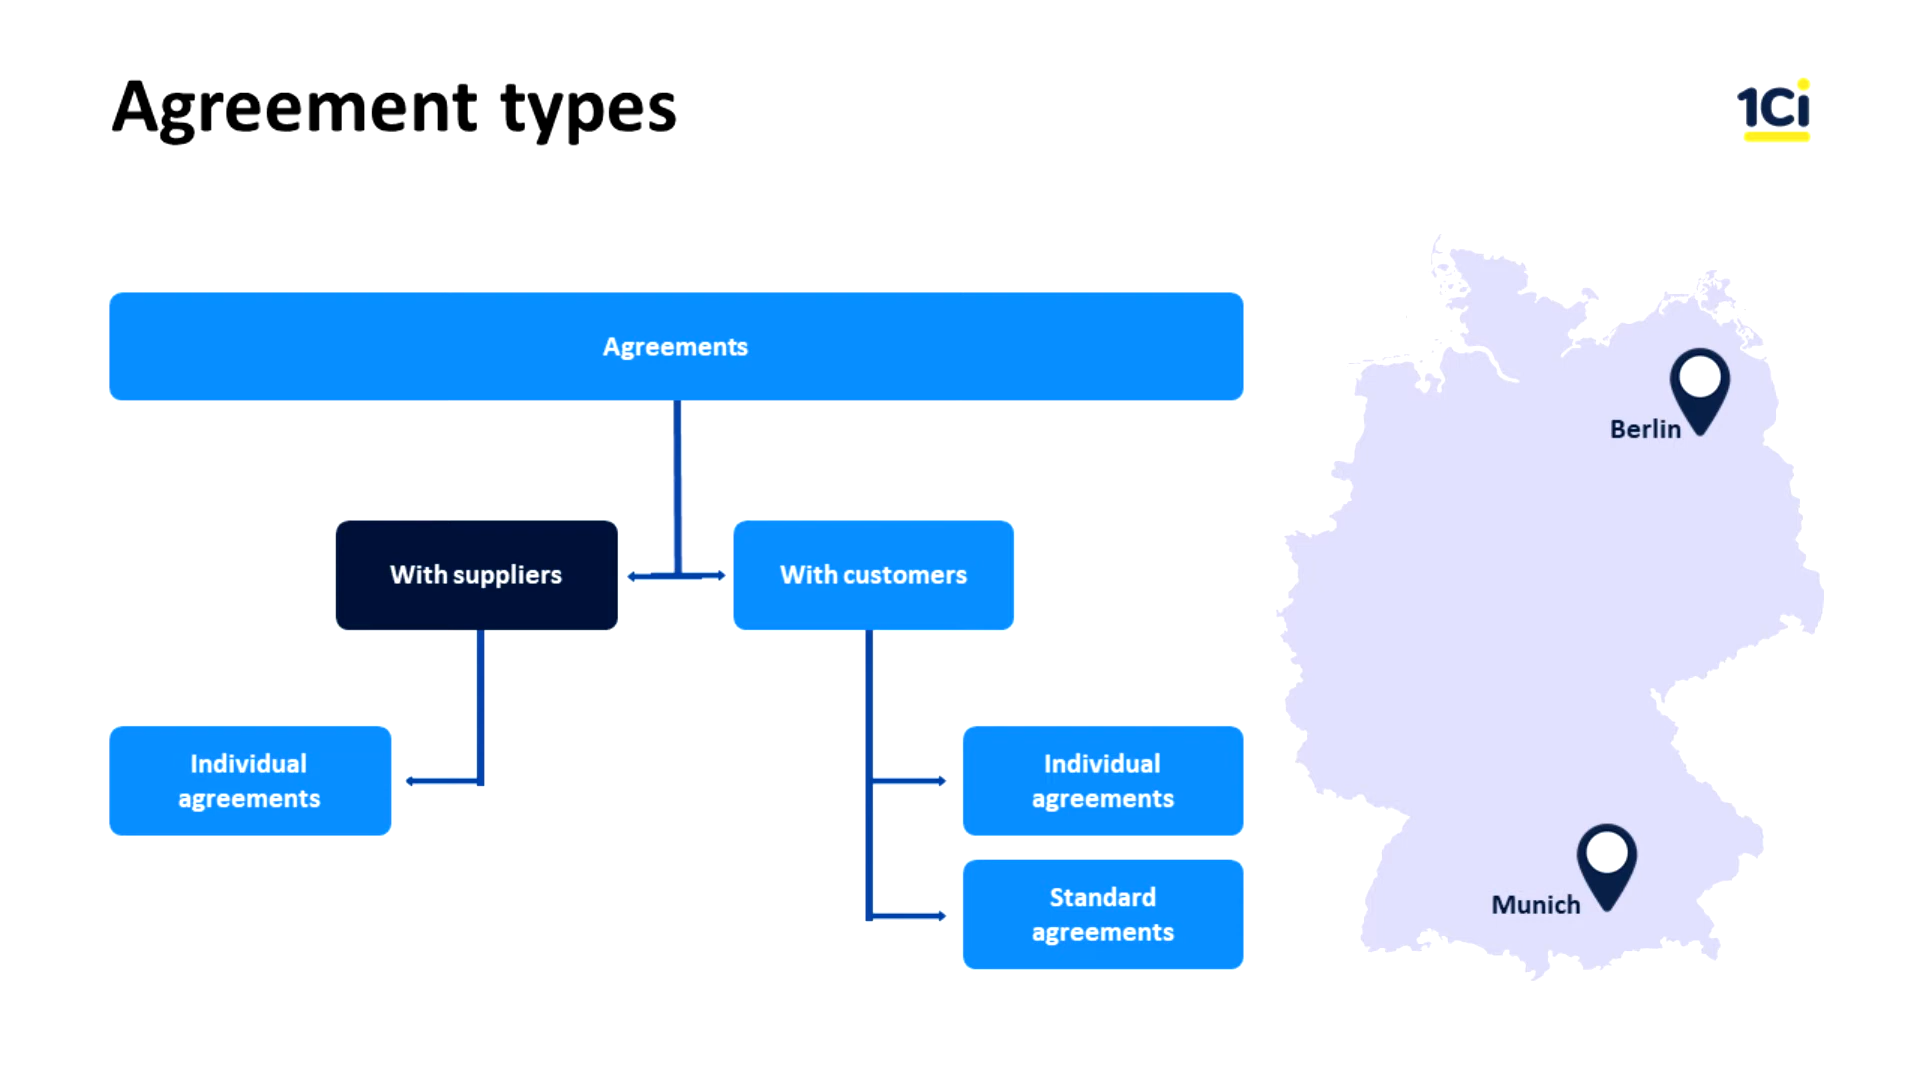 Agreement types
1Ci
Agreements
With suppliers
With customers
Individual
agreements
Individual
agreements
Standard
agreements
Berlin
Munich